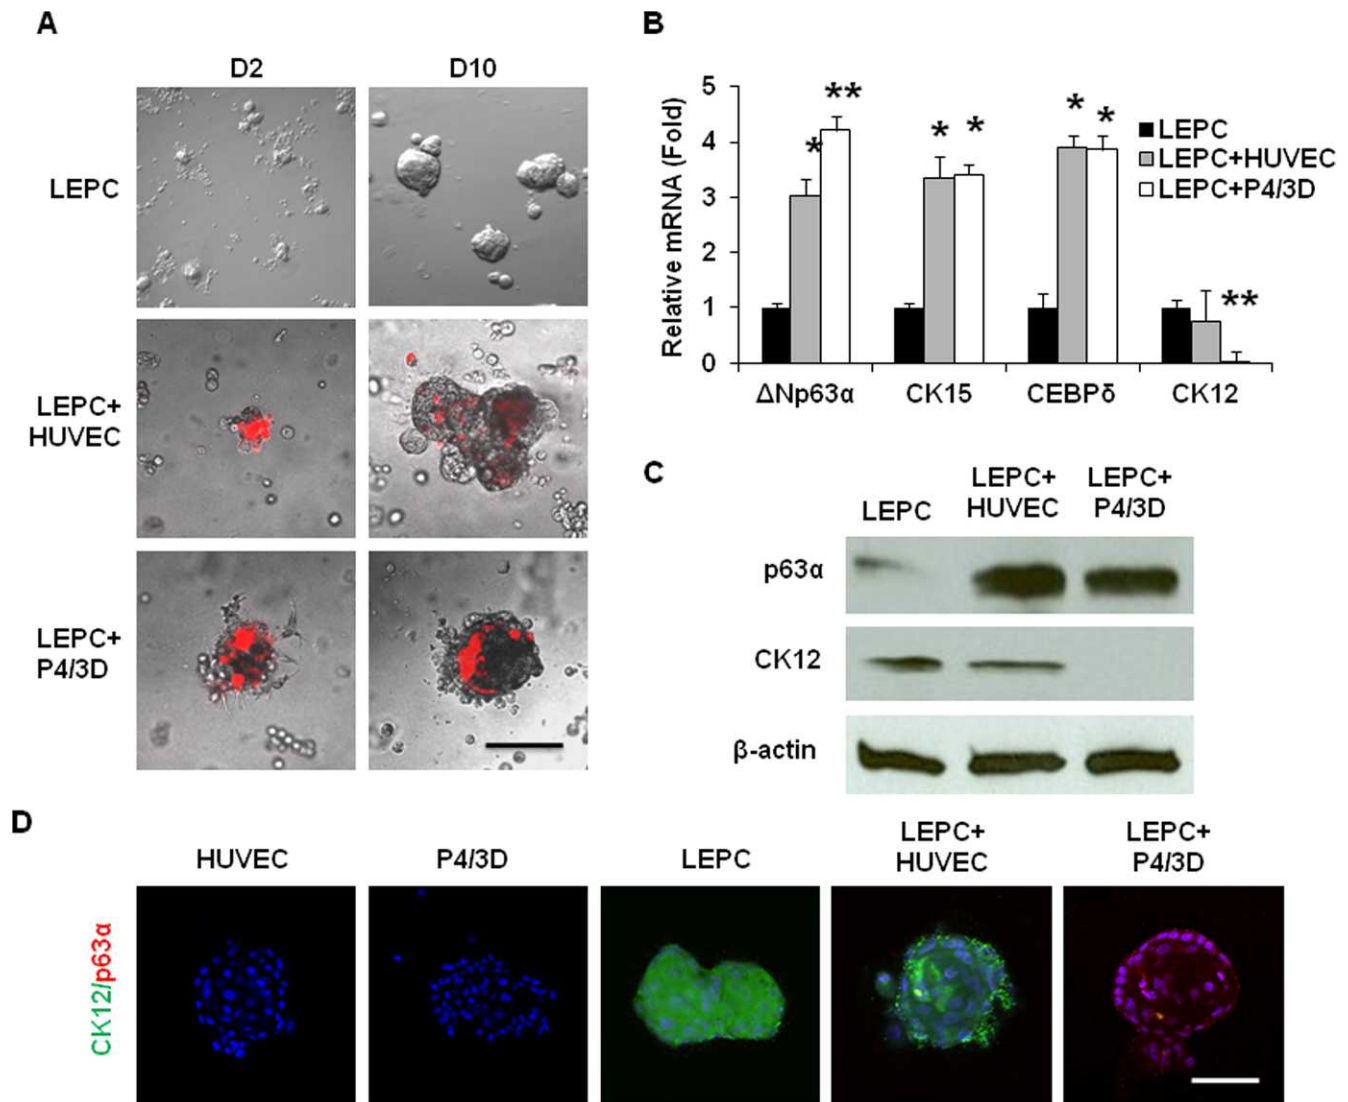 A
D2
D10
LEPC
LEPC+
HUVEC
LEPC+
P4/3D
B
Relative mRNA (Fold)
5
4
3
2
1
0
*
**
*
*
*
*
**
LEPC
LEPC+HUVEC
LEPC+P4/3D
ΔNp63α
CK15
CEBPδ
CK12
C
LEPC
LEPC+
HUVEC
LEPC+
P4/3D
p63α
CK12
β-actin
D
HUVEC
P4/3D
LEPC
LEPC+
HUVEC
LEPC+
P4/3D
CK12/p63α